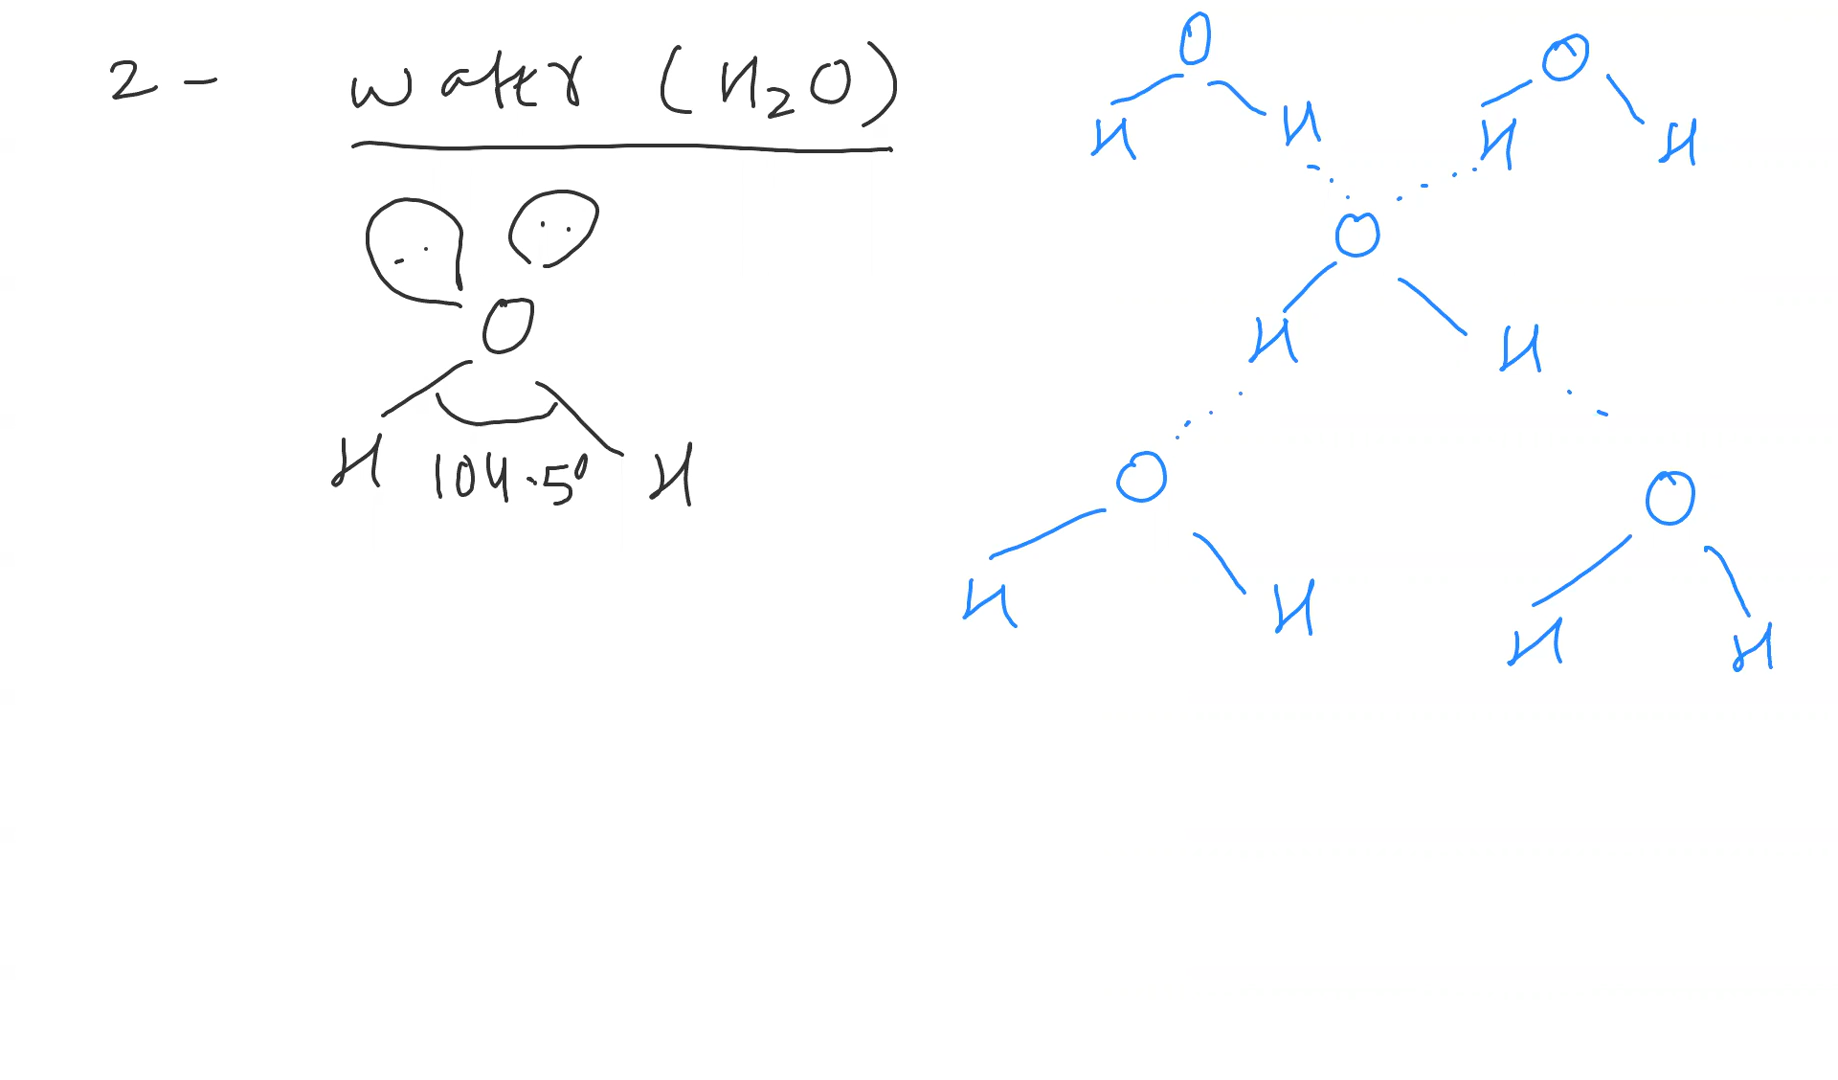 2 - water (H₂O)
O
H 104.5° H
O O
H H H H
O
H H
O O
H H H H